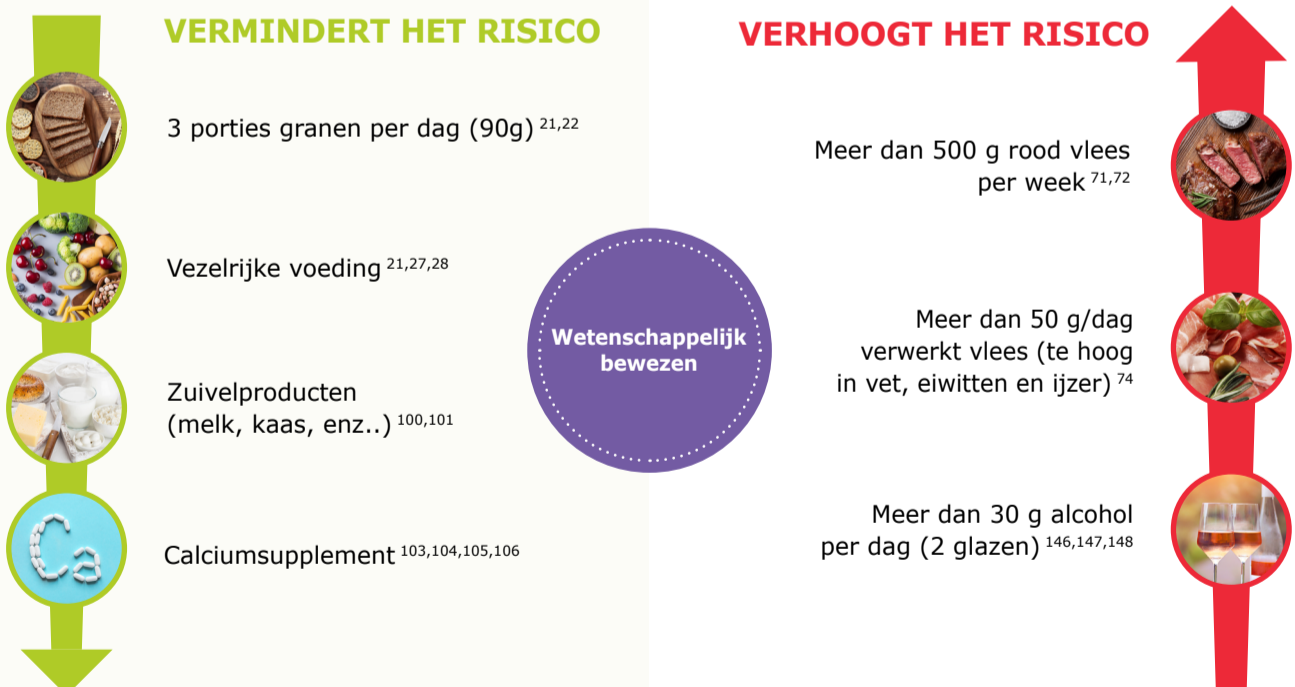 VERMINDERT HET RISICO
3 porties granen per dag (90g) 21,22
Vezelrijke voeding 21,27,28
Zuivelproducten
(melk, kaas, enz..) 100,101
Calciumsupplement 103,104,105,106
Ca
Wetenschappelijk
bewezen
VERHOOGT HET RISICO
Meer dan 500 g rood vlees
per week 71,72
Meer dan 50 g/dag
verwerkt vlees (te hoog
in vet, eiwitten en ijzer) 74
Meer dan 30 g alcohol
per dag (2 glazen) 146,147,148